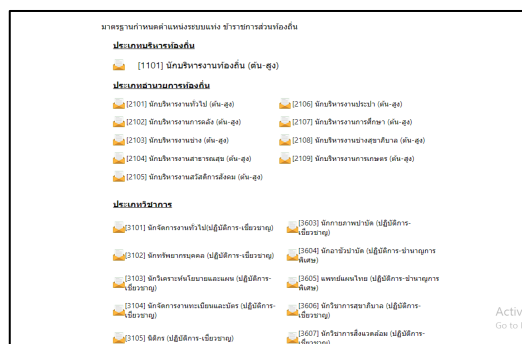 มาตรฐานกำหนดตำแหน่งระบบแท่ง ข้าราชการส่วนท้องถิ่น
ประเภทบริหารท้องถิ่น
[1101] นักบริหารงานท้องถิ่น (ต้น-สูง)
ประเภทอำนวยการท้องถิ่น
[2101] นักบริหารงานทั่วไป (ต้น-สูง)
[2106] นักบริหารงานประปา (ต้น-สูง)
[2102] นักบริหารงานการคลัง (ต้น-สูง)
[2107] นักบริหารงานการศึกษา (ต้น-สูง)
[2103] นักบริหารงานช่าง (ต้น-สูง)
[2108] นักบริหารงานช่างสุขาภิบาล (ต้น-สูง)
[2104] นักบริหารงานสาธารณสุข (ต้น-สูง)
[2109] นักบริหารงานการเกษตร (ต้น-สูง)
[2105] นักบริหารงานสวัสดิการสังคม (ต้น-สูง)
ประเภทวิชาการ
[3101] นักจัดการงานทั่วไป(ปฏิบัติการ-เชี่ยวชาญ)
[3603] นักกายภาพบำบัด (ปฏิบัติการ-
เชี่ยวชาญ)
[3102] นักทรัพยากรบุคคล (ปฏิบัติการ-เชี่ยวชาญ)
[3604] นักอาชีวบำบัด (ปฏิบัติการ-ชำนาญการ
พิเศษ)
[3103] นักวิเคราะห์นโยบายและแผน (ปฏิบัติการ-
เชี่ยวชาญ)
[3605] แพทย์แผนไทย (ปฏิบัติการ-ชำนาญการ
พิเศษ)
[3104] นักจัดการงานทะเบียนและบัตร (ปฏิบัติการ-
เชี่ยวชาญ)
[3606] นักวิชาการสุขาภิบาล (ปฏิบัติการ-
เชี่ยวชาญ)
[3105] นิติกร (ปฏิบัติการ-เชี่ยวชาญ)
[3607] นักวิชาการสิ่งแวดล้อม (ปฏิบัติการ-
เชี่ยวชาญ)
Activ
Go to